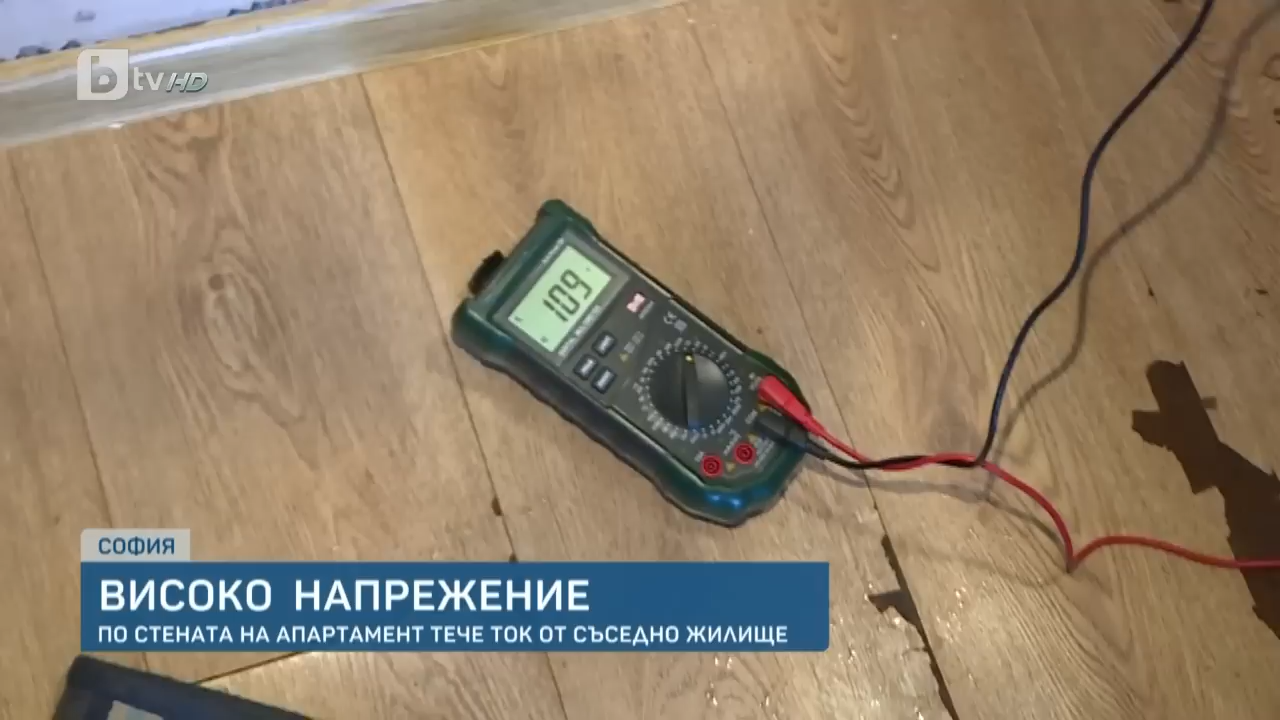 btv HD
109
СОФИЯ
ВИСОКО НАПРЕЖЕНИЕ
ПО СТЕНАТА НА АПАРТАМЕНТ ТЕЧЕ ТОК ОТ СЪСЕДНО ЖИЛИЩЕ